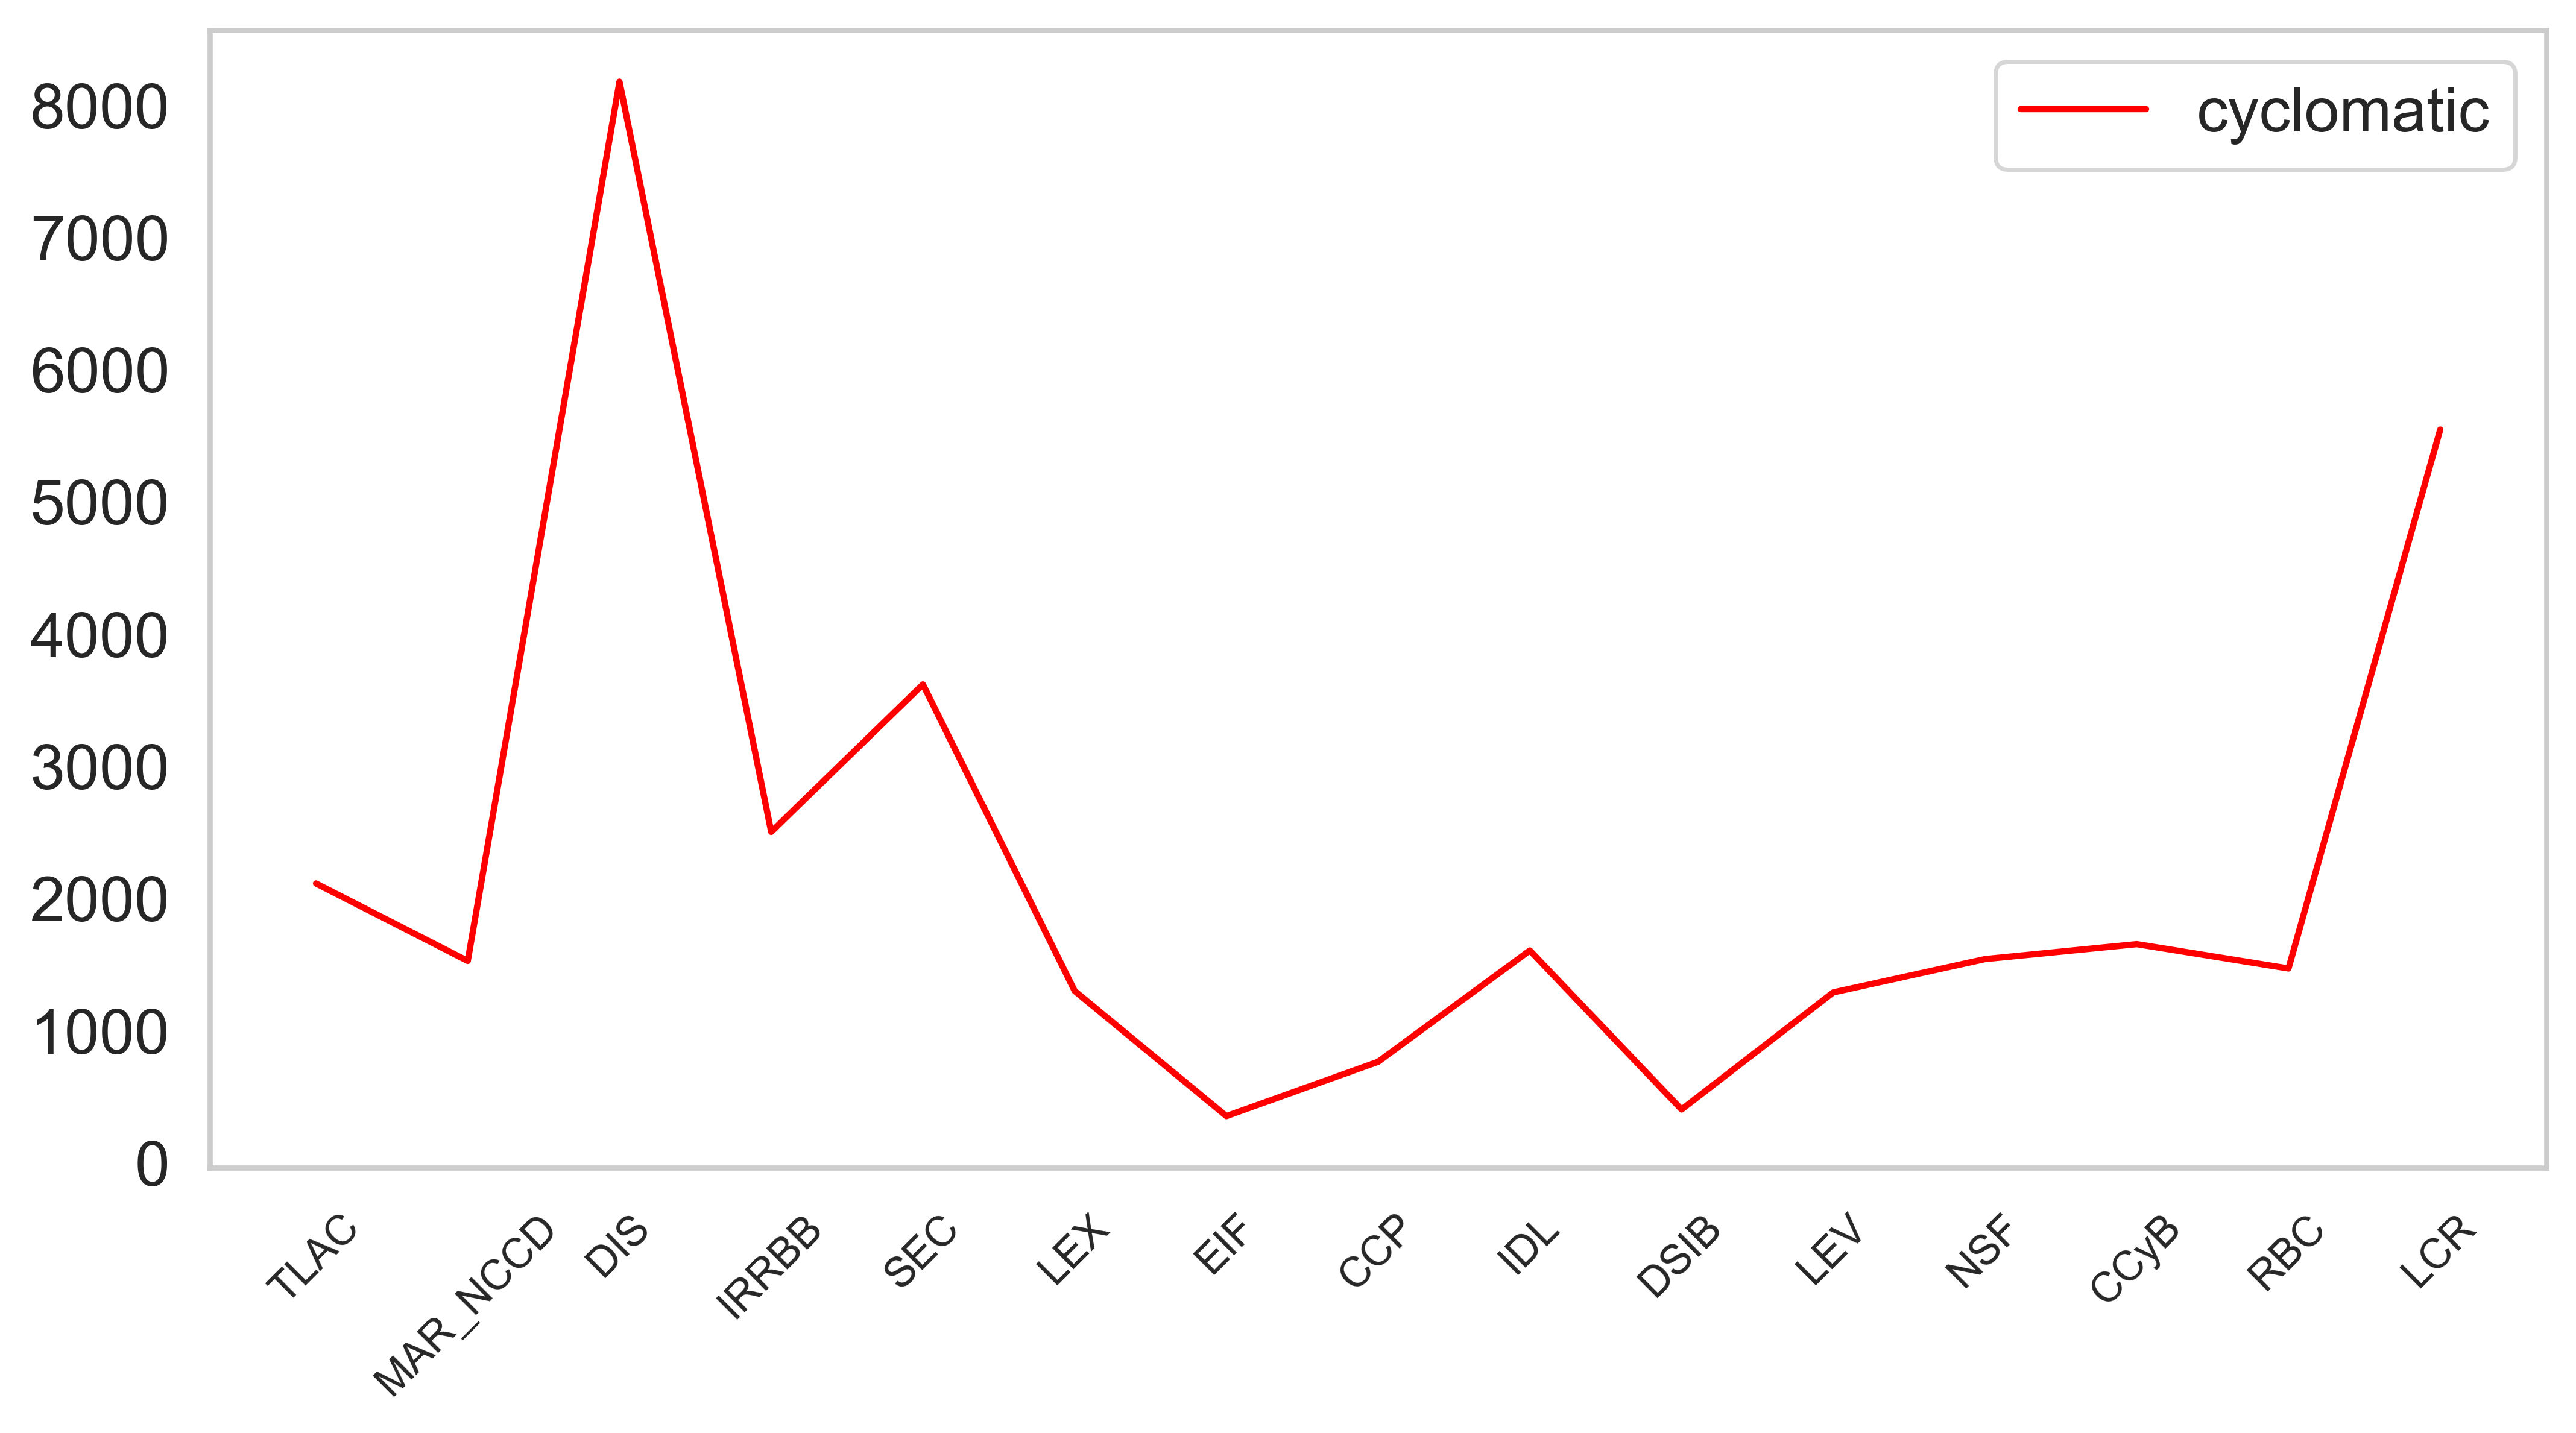 8000
7000
6000
5000
4000
3000
2000
1000
0
cyclomatic
TLAC
MAR_NCCD
DIS
IRRBB
SEC
LEX
EIF
CCP
IDL
DSIB
LEV
NSF
CCyB
RBC
LCR